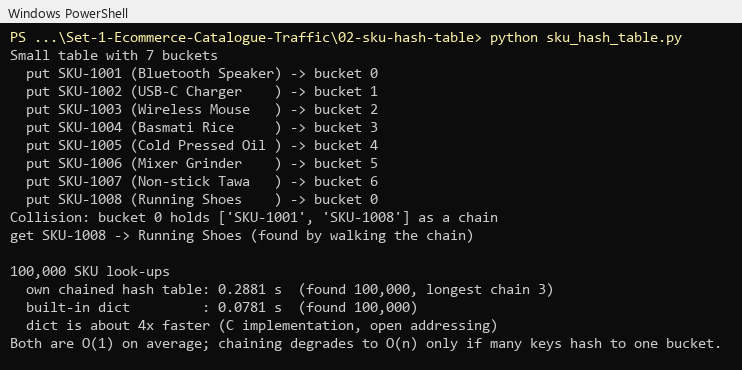 Windows PowerShell
PS ...\Set-1-Ecommerce-Catalogue-Traffic\02-sku-hash-table> python sku_hash_table.py
Small table with 7 buckets
  put SKU-1001 (Bluetooth Speaker) -> bucket 0
  put SKU-1002 (USB-C Charger    ) -> bucket 1
  put SKU-1003 (Wireless Mouse   ) -> bucket 2
  put SKU-1004 (Basmati Rice     ) -> bucket 3
  put SKU-1005 (Cold Pressed Oil ) -> bucket 4
  put SKU-1006 (Mixer Grinder    ) -> bucket 5
  put SKU-1007 (Non-stick Tawa   ) -> bucket 6
  put SKU-1008 (Running Shoes    ) -> bucket 0
Collision: bucket 0 holds ['SKU-1001', 'SKU-1008'] as a chain
get SKU-1008 -> Running Shoes (found by walking the chain)

100,000 SKU look-ups
  own chained hash table: 0.2881 s  (found 100,000, longest chain 3)
  built-in dict         : 0.0781 s  (found 100,000)
  dict is about 4x faster (C implementation, open addressing)
Both are O(1) on average; chaining degrades to O(n) only if many keys hash to one bucket.